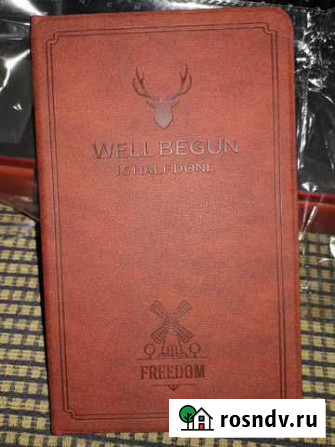 WELL BEGUN
IS HALF DONE
FREEDOM
rosndv.ru